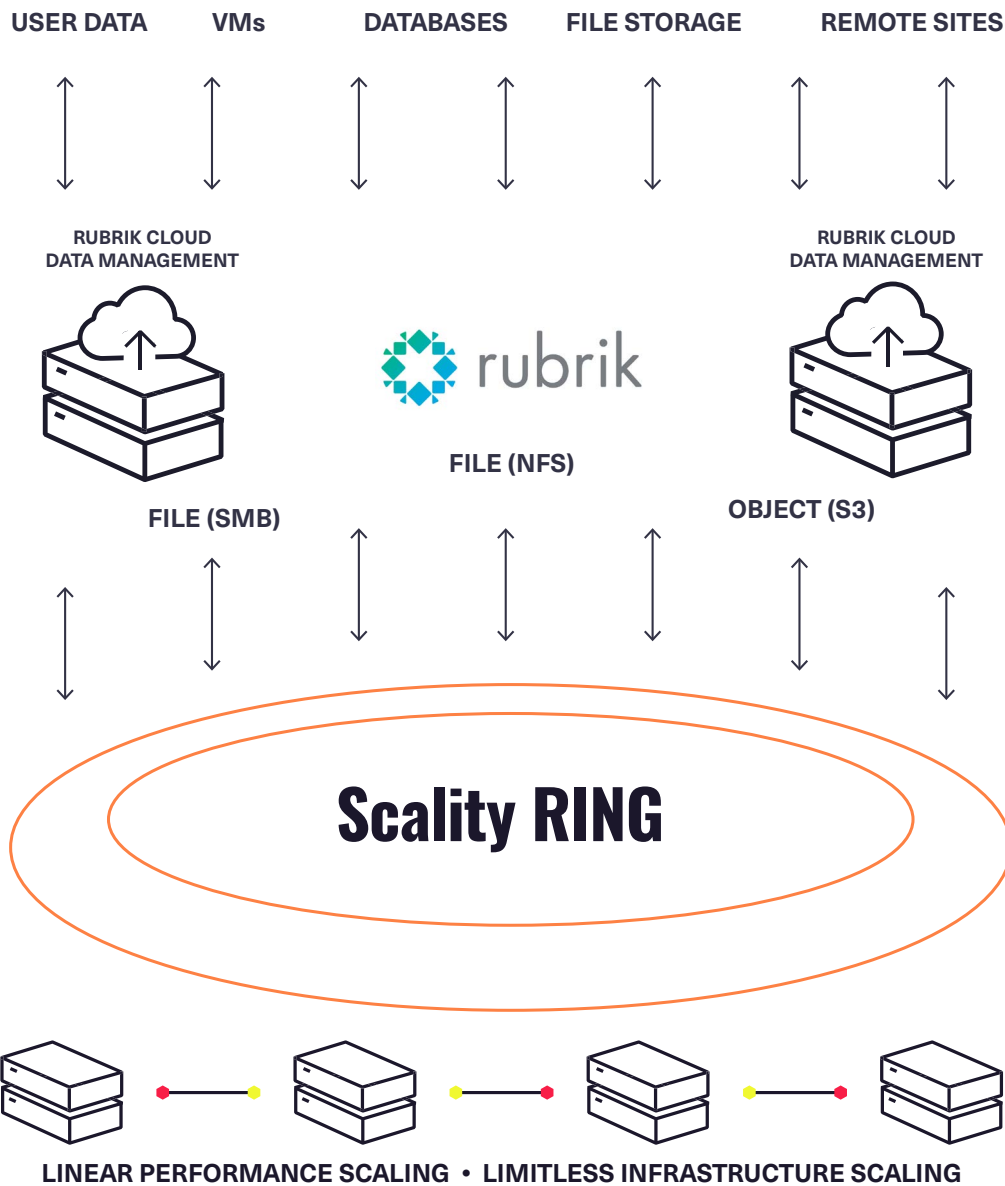 USER DATA VMs DATABASES FILE STORAGE REMOTE SITES
RUBRIK CLOUD
DATA MANAGEMENT
RUBRIK CLOUD
DATA MANAGEMENT
rubrik
FILE (NFS)
FILE (SMB)
OBJECT (S3)
Scality RING
LINEAR PERFORMANCE SCALING • LIMITLESS INFRASTRUCTURE SCALING